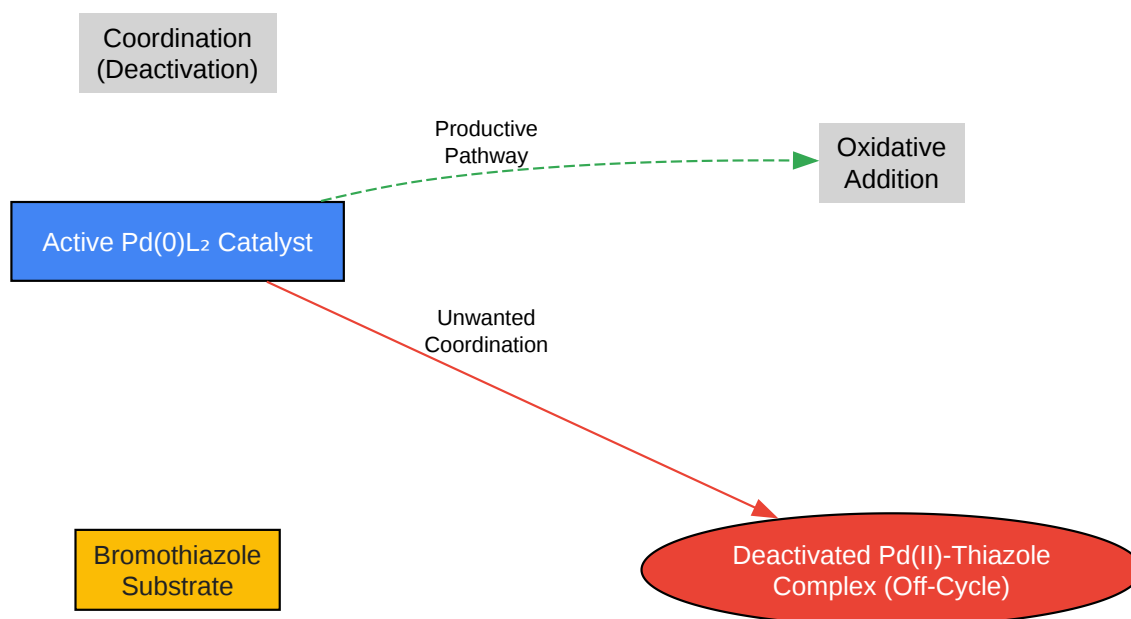 Coordination
(Deactivation)
Productive
Pathway
Oxidative
Addition
Active Pd(0)L₂ Catalyst
Unwanted
Coordination
Bromothiazole
Substrate
Deactivated Pd(II)-Thiazole
Complex (Off-Cycle)